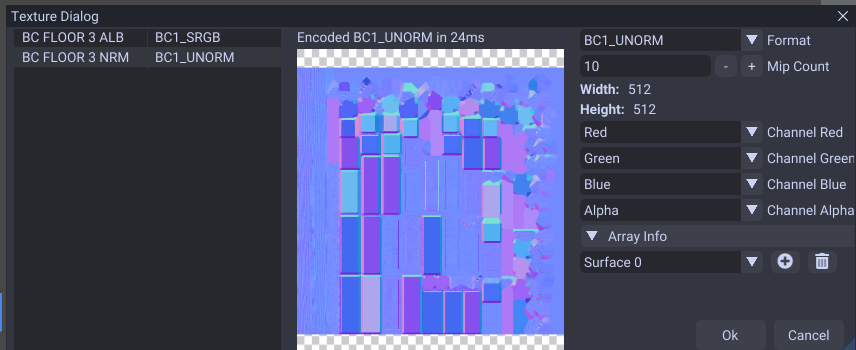 Texture Dialog
BC FLOOR 3 ALB BC1_SRGB
BC FLOOR 3 NRM BC1_UNORM
Encoded BC1_UNORM in 24ms
BC1_UNORM Format
10 - + Mip Count
Width: 512
Height: 512
Red Channel Red
Green Channel Green
Blue Channel Blue
Alpha Channel Alpha
Array Info
Surface 0
Ok Cancel